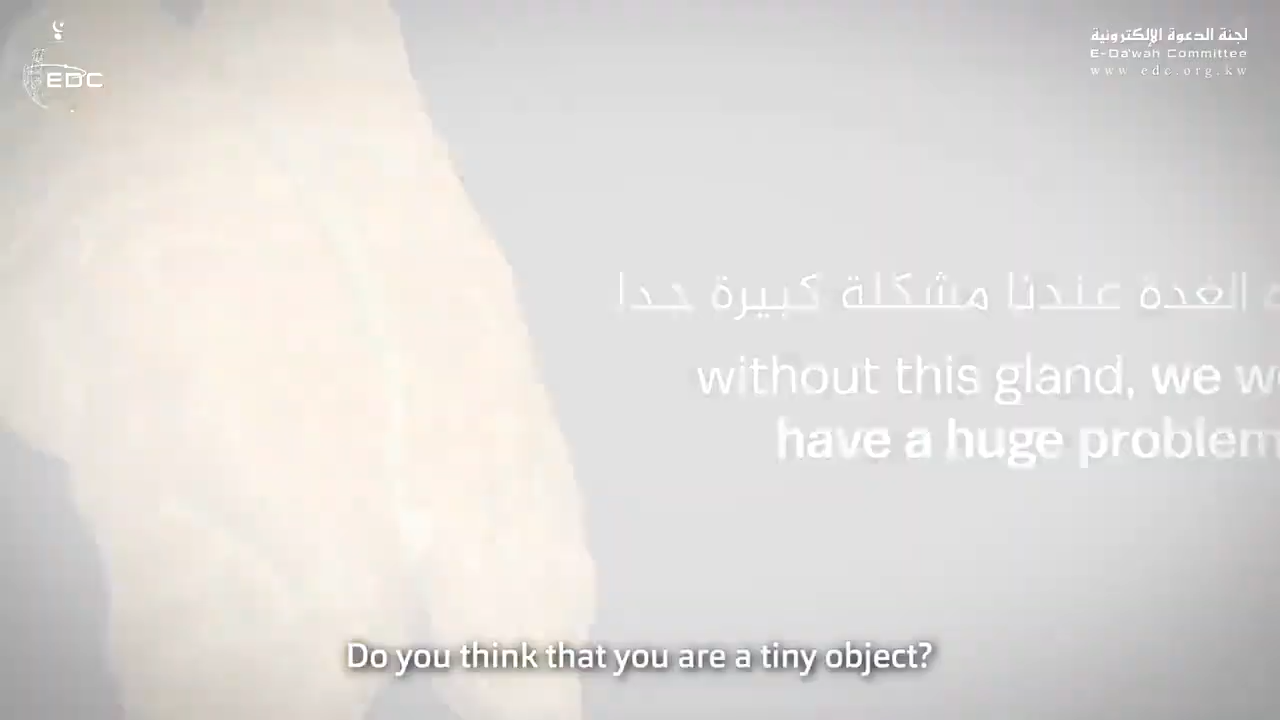 EDC
لجنة الدعوة الإلكترونية
E-Da'wah Committee
www edc.org.kw
الغدة عندنا مشكلة كبيرة جدا
without this gland, we
have a huge problem
Do you think that you are a tiny object?